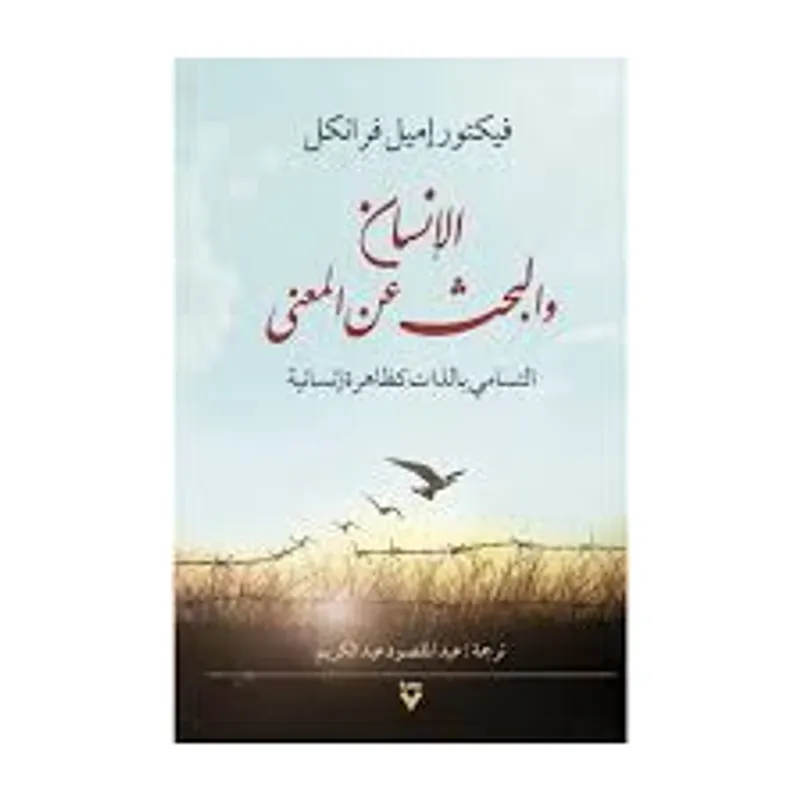 فيكتور إميل فرانكل
الإنسان
والبحث عن المعنى
التسامي بالذات كظاهرة إنسانية
ترجمة: عبد المقصود عبد الكريم